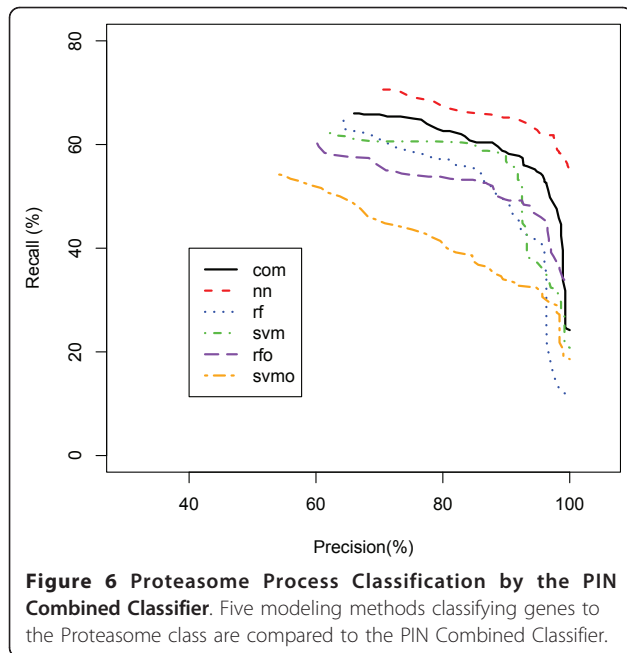 80
60
40
20
0
Recall (%)
com
nn
rf
svm
rfo
svmo
40
60
80
100
Precision(%)
Figure 6 Proteasome Process Classification by the PIN
Combined Classifier. Five modeling methods classifying genes to
the Proteasome class are compared to the PIN Combined Classifier.